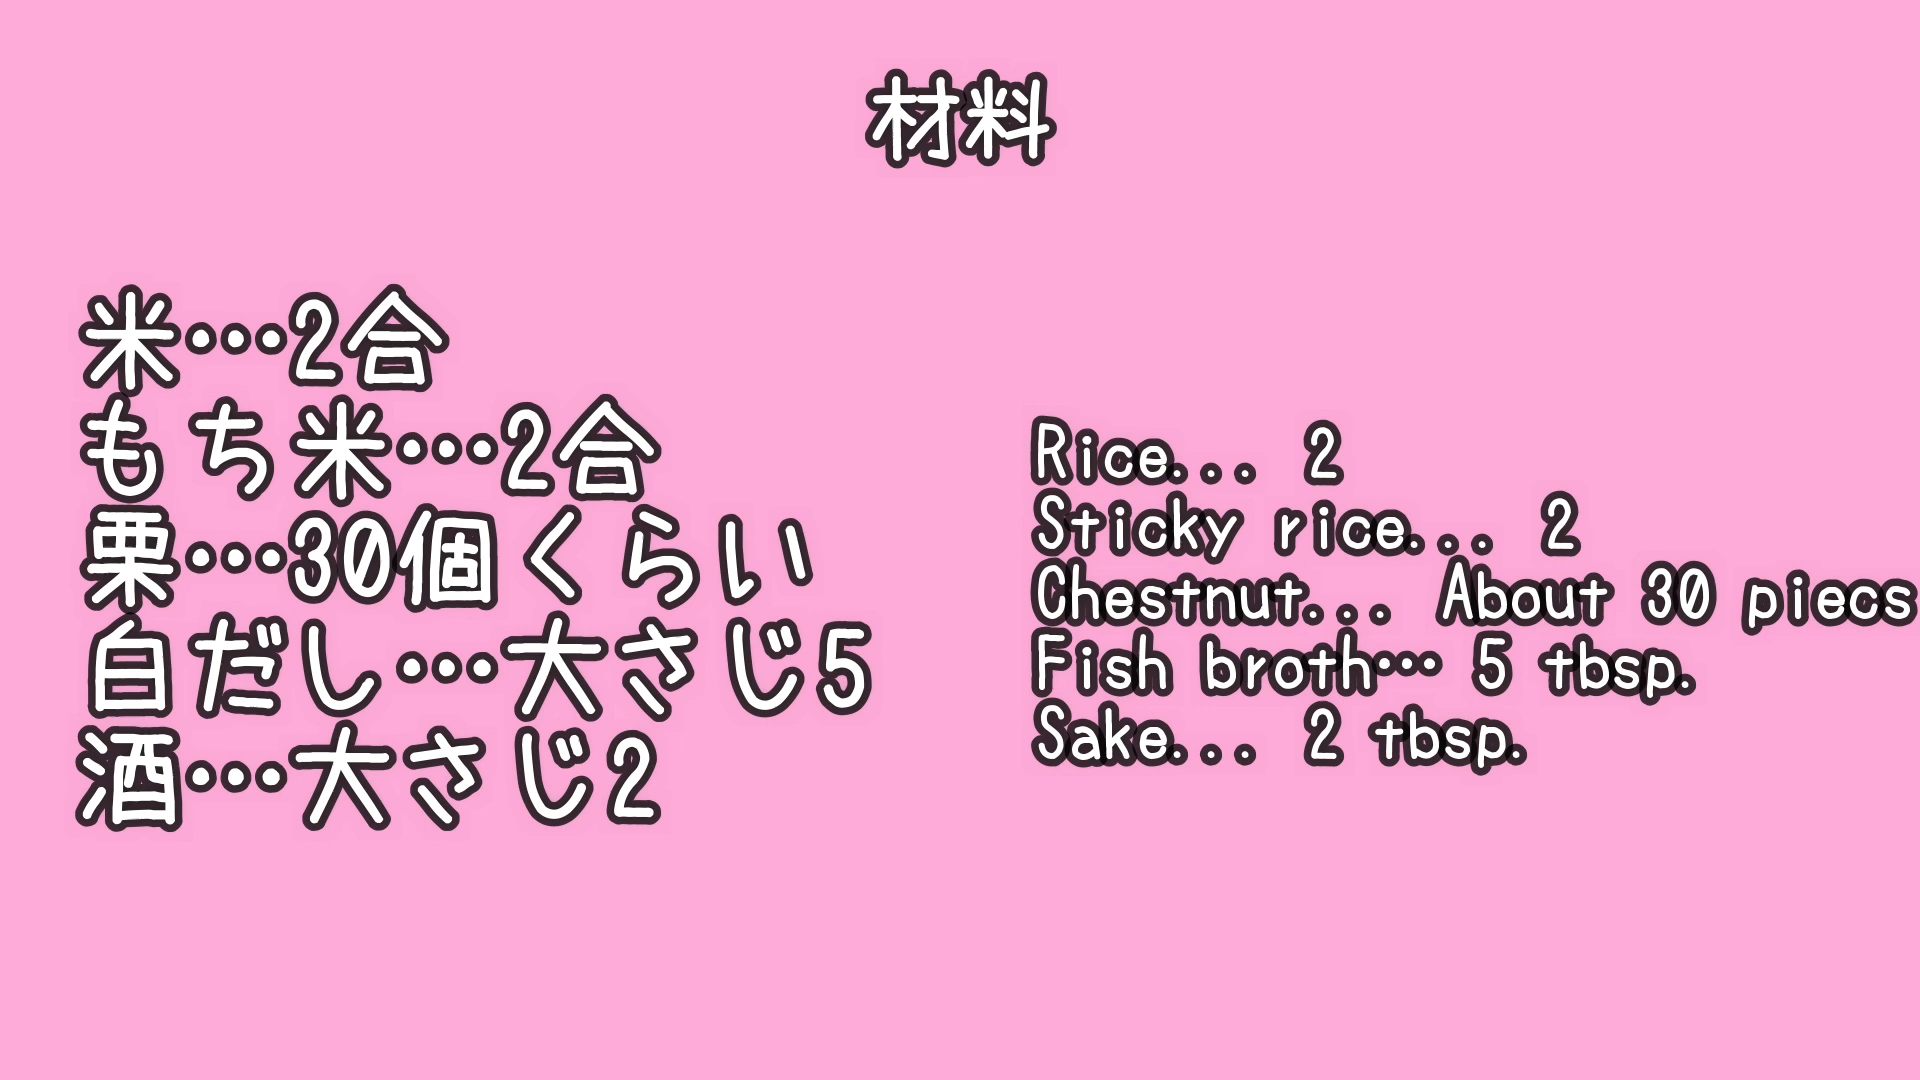 材料
米…2合
もち米…2合
栗…30個くらい
白だし…大さじ5
酒…大さじ2
Rice... 2
Sticky rice... 2
Chestnut... About 30 piecs
Fish broth… 5 tbsp.
Sake... 2 tbsp.